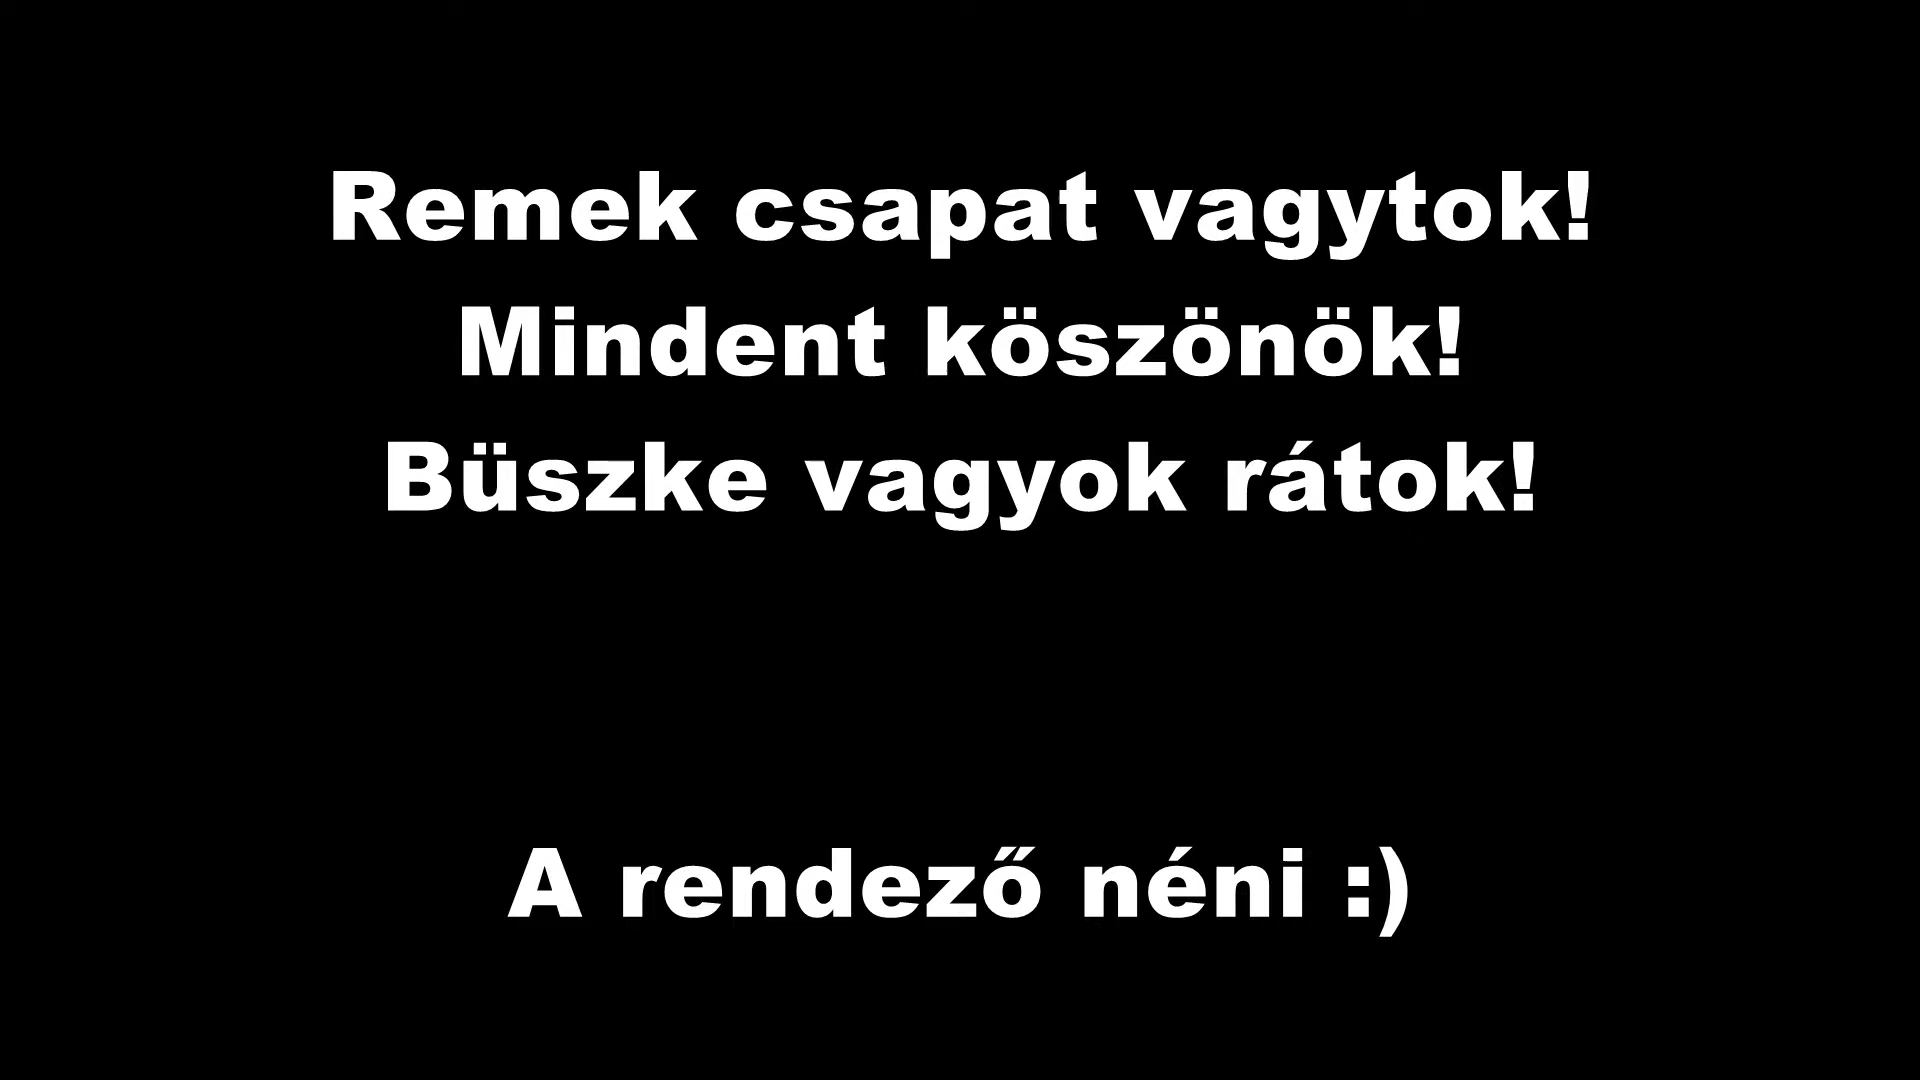 Remek csapat vagytok!
Mindent köszönök!
Büszke vagyok rátok!
A rendező néni :)